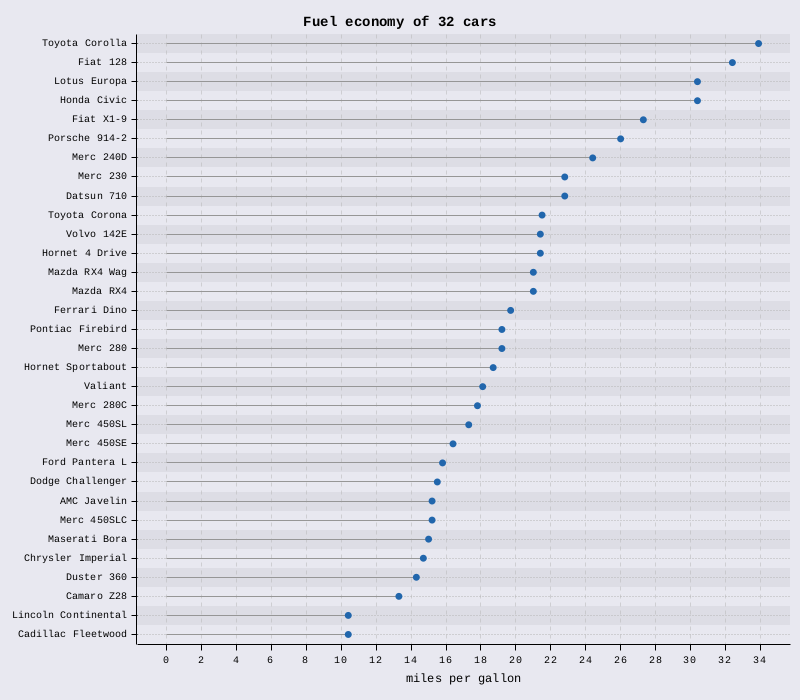 Fuel economy of 32 cars
Toyota Corolla
Fiat 128
Lotus Europa
Honda Civic
Fiat X1-9
Porsche 914-2
Merc 240D
Merc 230
Datsun 710
Toyota Corona
Volvo 142E
Hornet 4 Drive
Mazda RX4 Wag
Mazda RX4
Ferrari Dino
Pontiac Firebird
Merc 280
Hornet Sportabout
Valiant
Merc 280C
Merc 450SL
Merc 450SE
Ford Pantera L
Dodge Challenger
AMC Javelin
Merc 450SLC
Maserati Bora
Chrysler Imperial
Duster 360
Camaro Z28
Lincoln Continental
Cadillac Fleetwood
0 2 4 6 8 10 12 14 16 18 20 22 24 26 28 30 32 34
miles per gallon